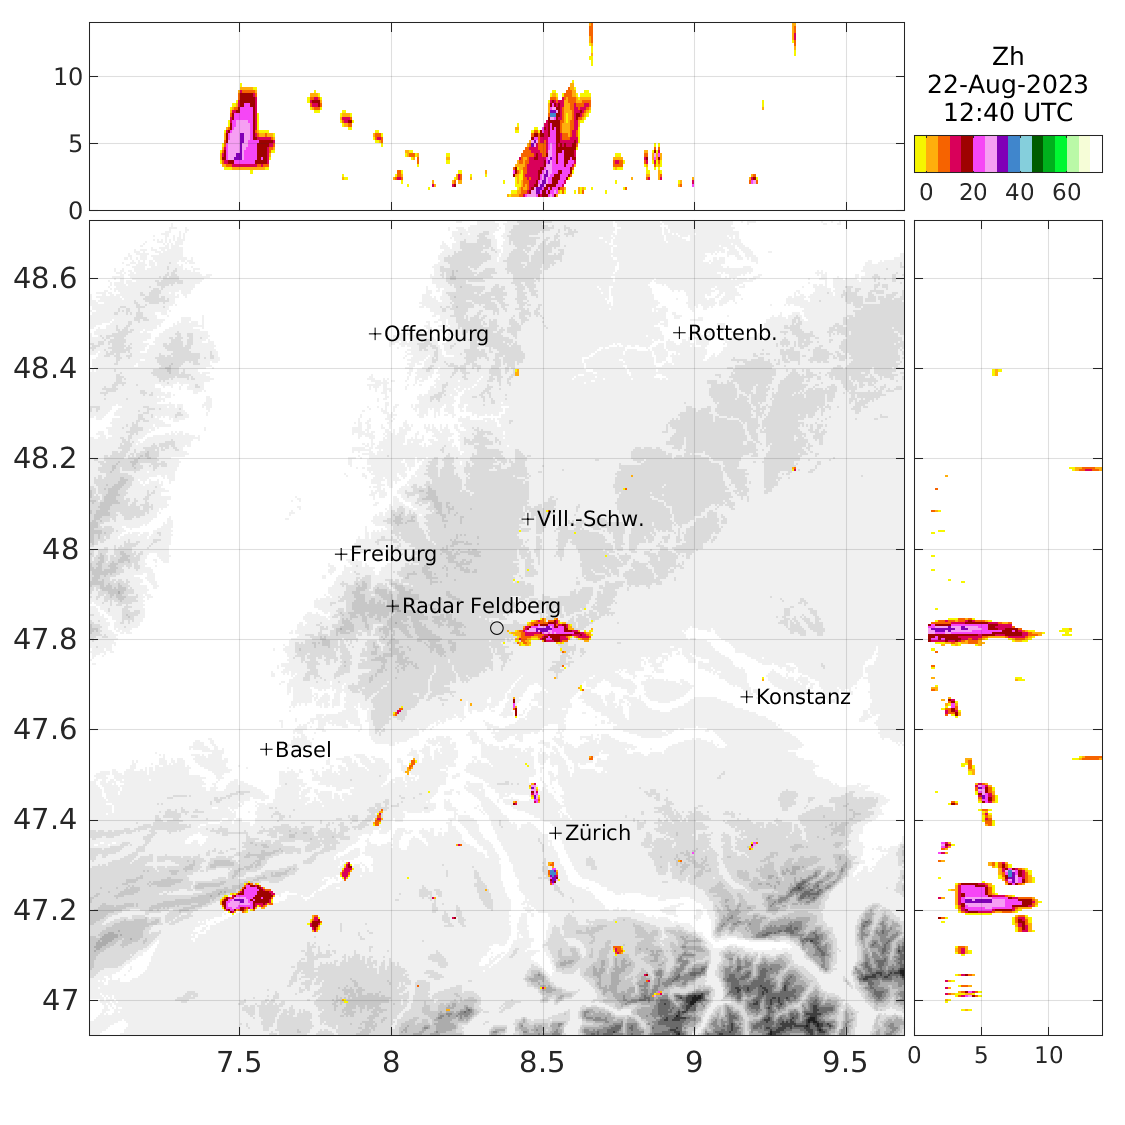 10
5
0
Zh
22-Aug-2023
12:40 UTC
0 20 40 60
48.6
48.4
48.2
48
47.8
47.6
47.4
47.2
47
+Offenburg
+Rottenb.
+Vill.-Schw.
+Freiburg
+Radar Feldberg
+Konstanz
+Basel
+Zürich
7.5 8 8.5 9 9.5
0 5 10